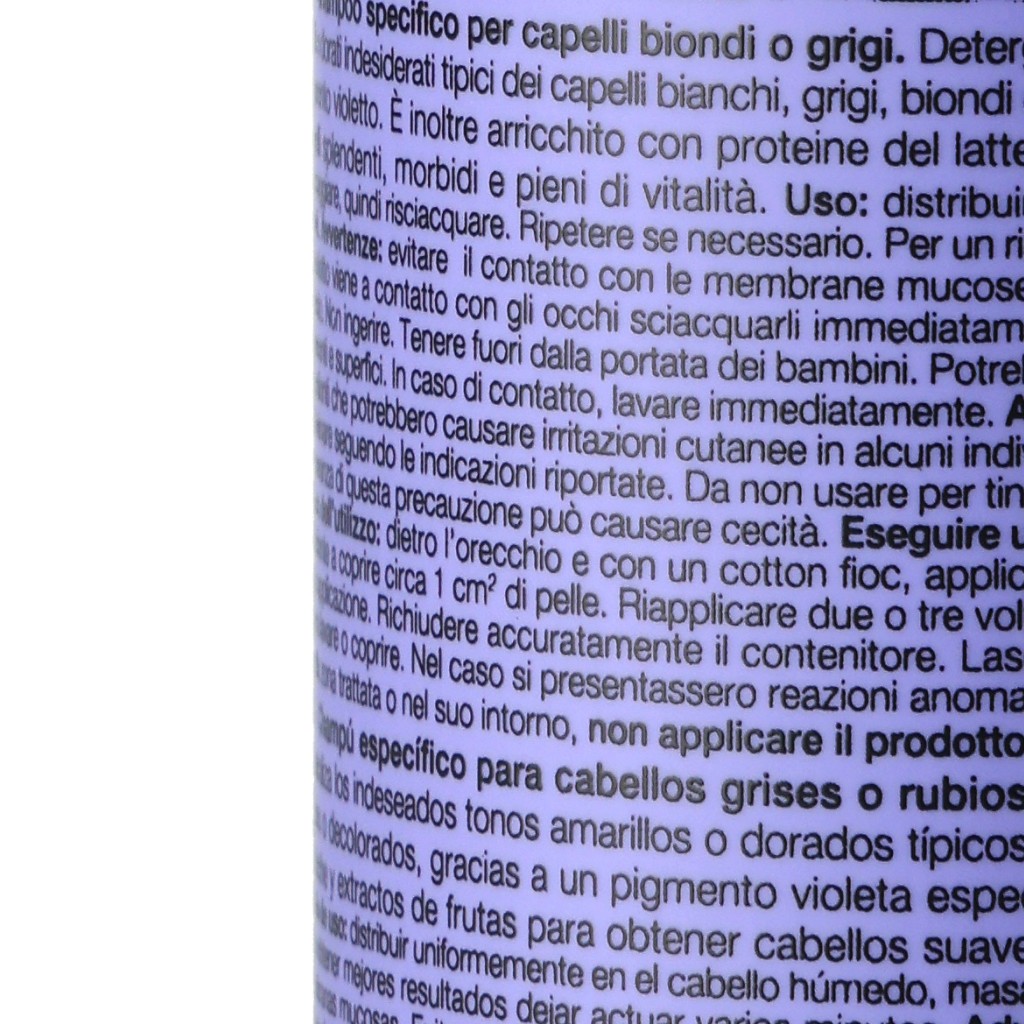 specifico per capelli biondi o grigi. Deter
indesiderati tipici dei capelli bianchi, grigi, biondi
violetto. È inoltre arricchito con proteine del latte
splendenti, morbidi e pieni di vitalità. Uso: distribui
quindi risciacquare. Ripetere se necessario. Per un ri
Avvertenze: evitare il contatto con le membrane mucose
viene a contatto con gli occhi sciacquarli immediatam
Non ingerire. Tenere fuori dalla portata dei bambini. Potre
e superfici. In caso di contatto, lavare immediatamente. A
che potrebbero causare irritazioni cutanee in alcuni indi
seguendo le indicazioni riportate. Da non usare per tin
di questa precauzione può causare cecità. Eseguire u
dell'utilizzo: dietro l'orecchio e con un cotton fioc, applic
a coprire circa 1 cm² di pelle. Riapplicare due o tre vol
Richiudere accuratamente il contenitore. Las
o coprire. Nel caso si presentassero reazioni anoma
zona trattata o nel suo intorno, non applicare il prodotto
específico para cabellos grises o rubios
los indeseados tonos amarillos o dorados típicos
o decolorados, gracias a un pigmento violeta espe
y extractos de frutas para obtener cabellos suave
uso: distribuir uniformemente en el cabello húmedo, mas
mejores resultados dejar actuar varios minutos.
mucosas.